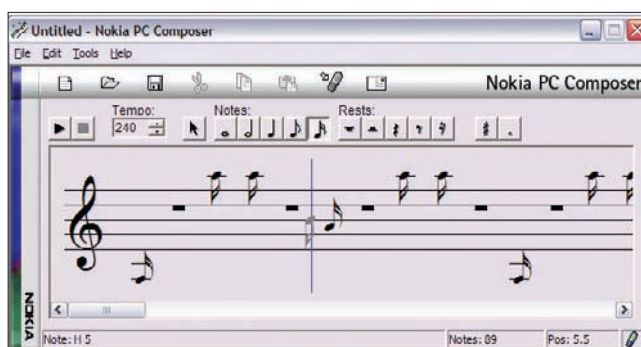 Untitled - Nokia PC Composer
File Edit Tools Help
Nokia PC Composer
Tempo: Notes: Rests:
240
NOKIA
Note: H 5 Notes: 89 Pos: 5.5